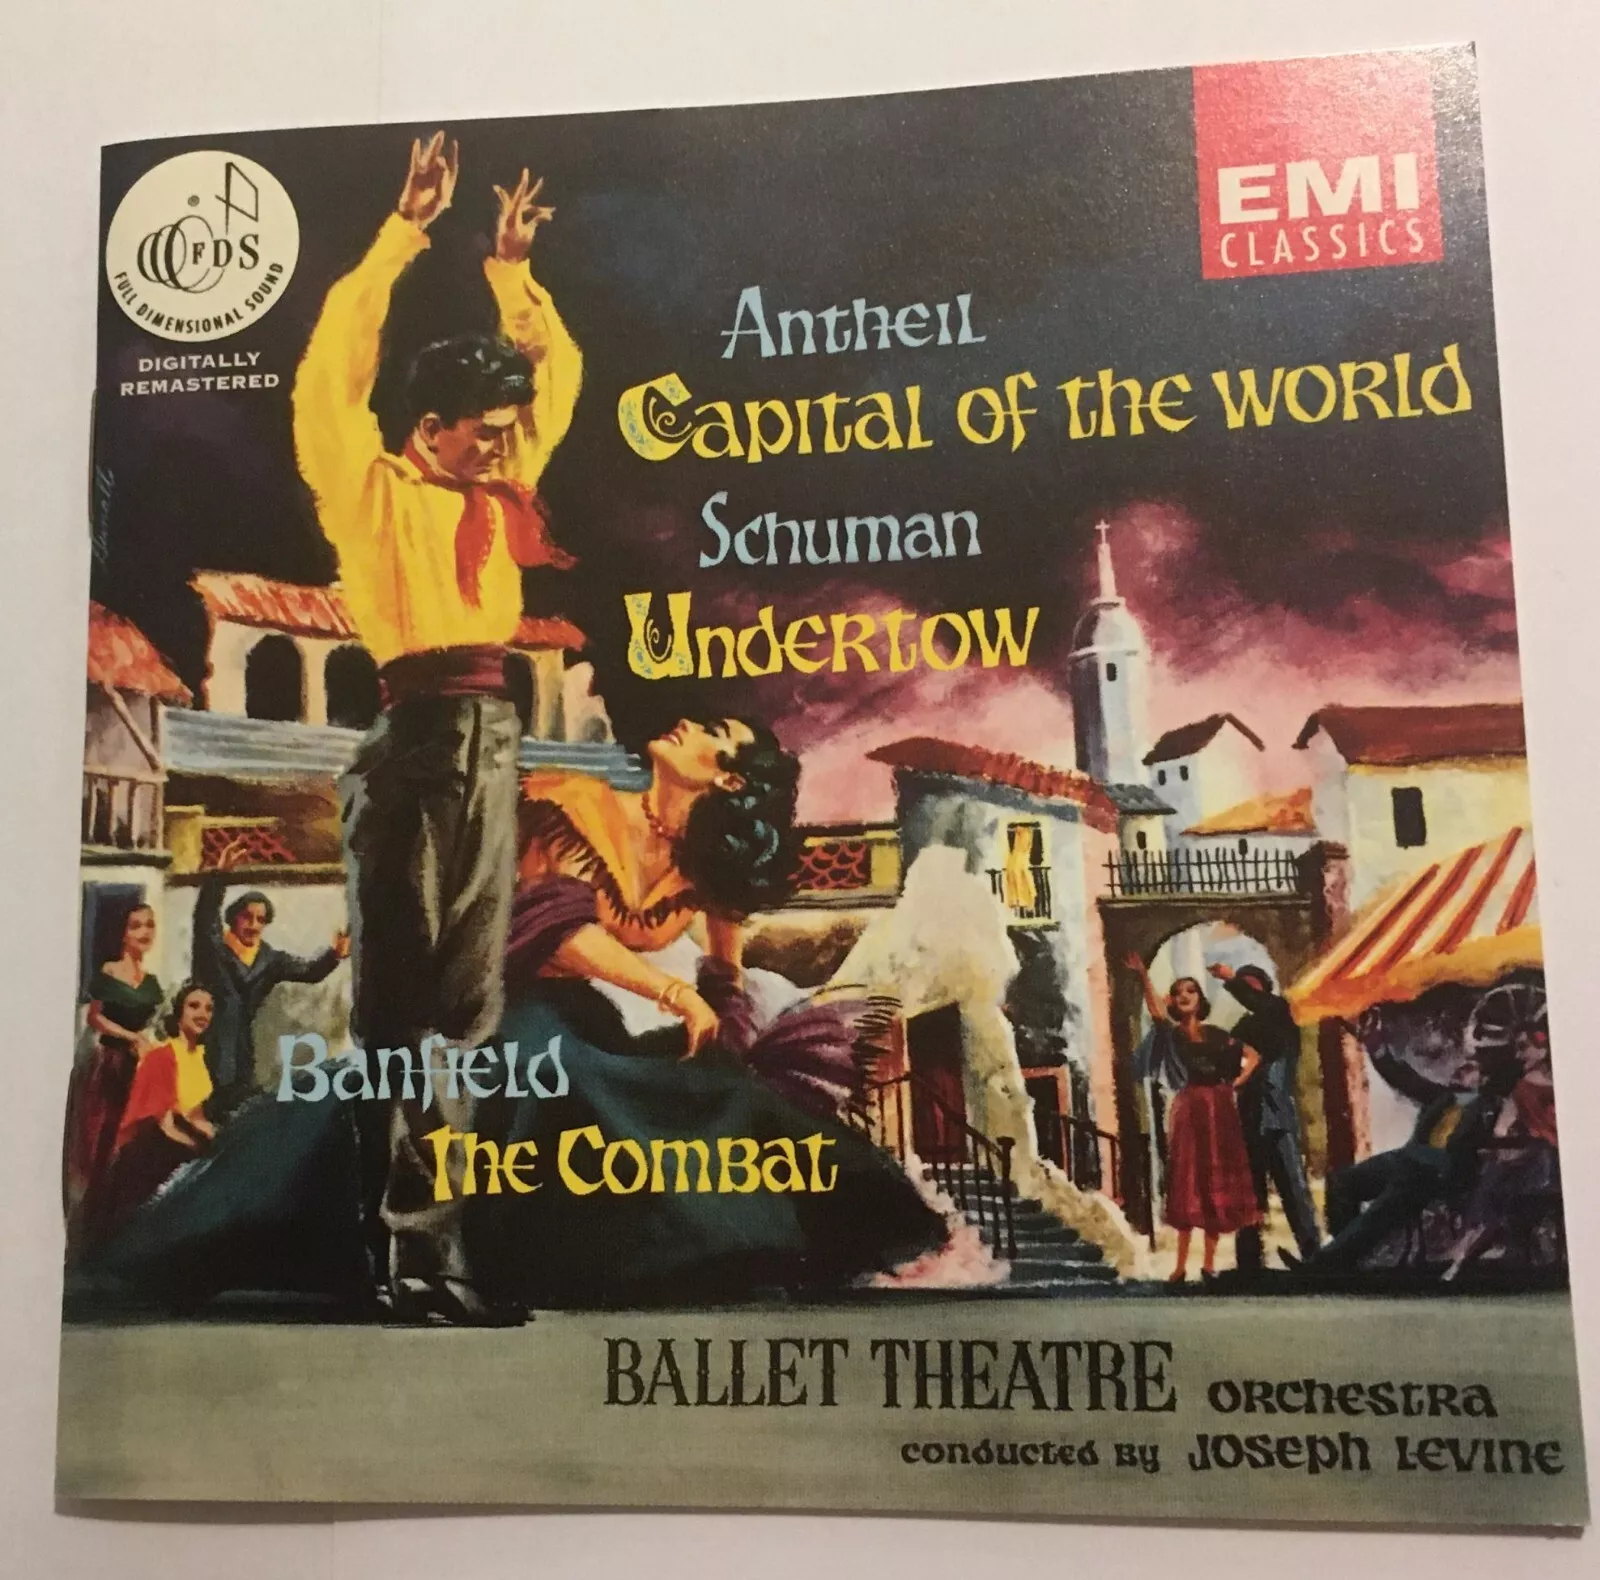 FDS
FULL DIMENSIONAL SOUND
DIGITALLY
REMASTERED
EMI
CLASSICS
Antheil
Capital of the World
Schuman
Undertow
Banfield
The Combat
BALLET THEATRE ORCHESTRA
CONDUCTED BY JOSEPH LEVINE